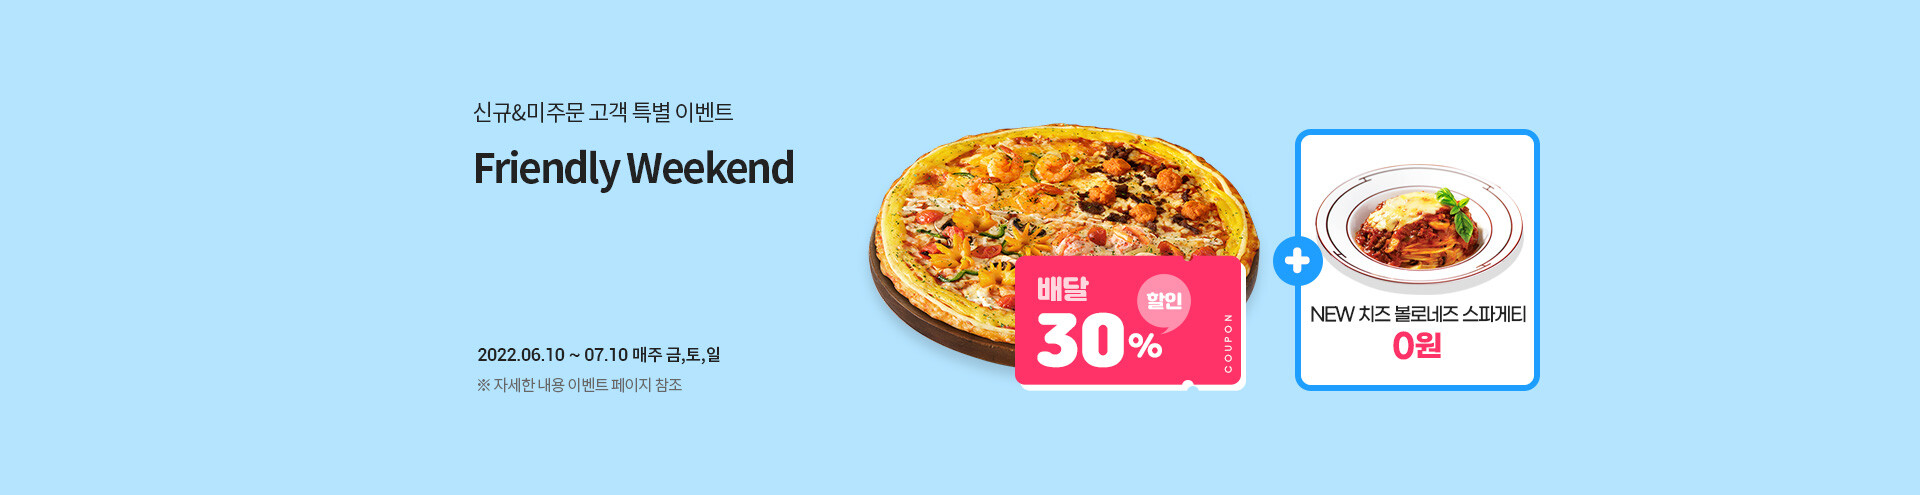 신규&미주문 고객 특별 이벤트
Friendly Weekend
2022.06.10 ~ 07.10 매주 금,토,일
※ 자세한 내용 이벤트 페이지 참조
배달
할인
30%
COUPON
NEW 치즈 볼로네즈 스파게티
0원